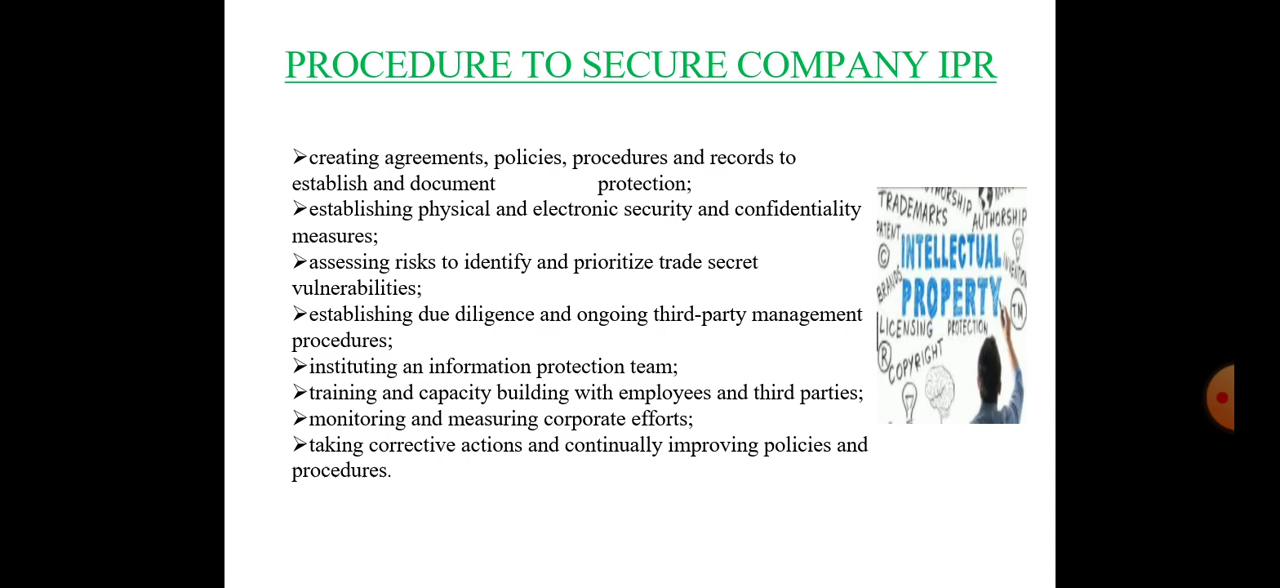 PROCEDURE TO SECURE COMPANY IPR
➢creating agreements, policies, procedures and records to
establish and document protection;
➢establishing physical and electronic security and confidentiality
measures;
➢assessing risks to identify and prioritize trade secret
vulnerabilities;
➢establishing due diligence and ongoing third-party management
procedures;
➢instituting an information protection team;
➢training and capacity building with employees and third parties;
➢monitoring and measuring corporate efforts;
➢taking corrective actions and continually improving policies and
procedures.
TRADEMARKS
AUTHORSHIP
PATENT
©
INTELLECTUAL
BRANDS
PROPERTY
LICENSING PROTECTION
®
COPYRIGHT